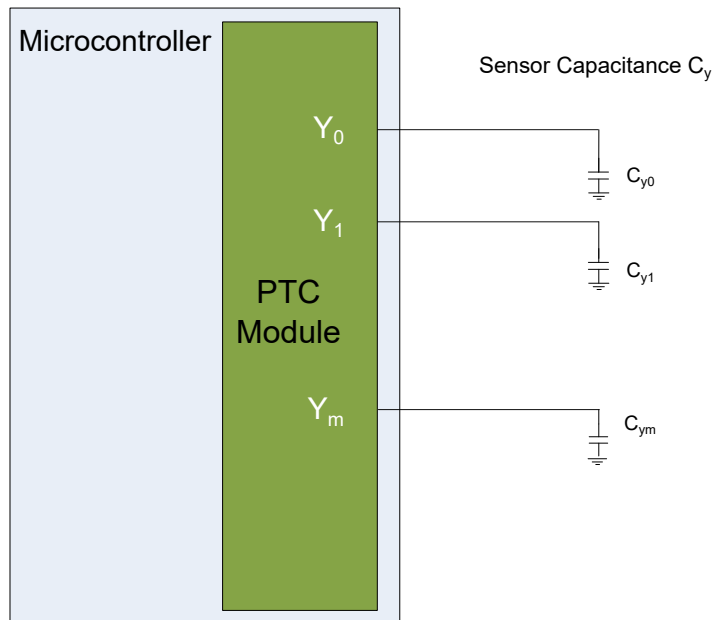 Microcontroller
Sensor Capacitance Cy
Y0
Cy0
Y1
Cy1
PTC
Module
Ym
Cym